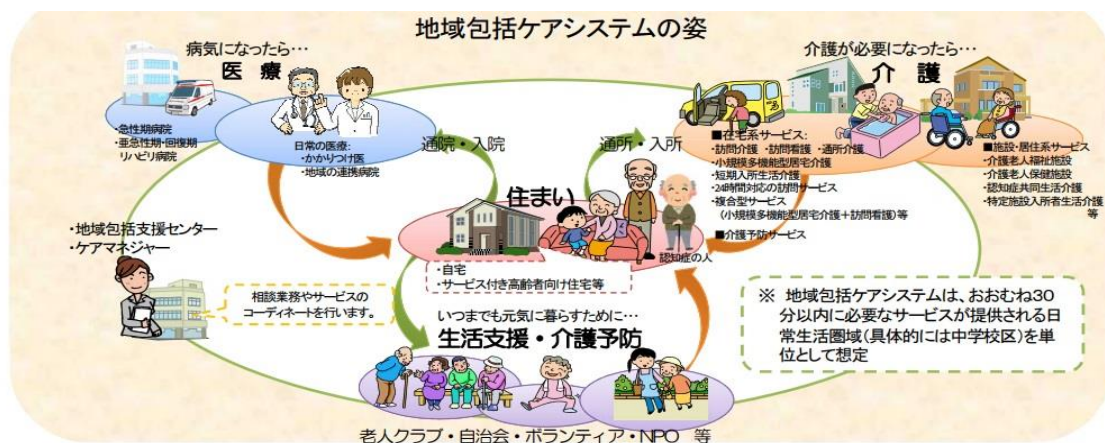 地域包括ケアシステムの姿
病気になったら…
医 療
・急性期病院
・亜急性期・回復期
リハビリ病院
日常の医療:
・かかりつけ医
・地域の連携病院
通院・入院
通所・入所
介護が必要になったら…
介 護
■在宅系サービス:
・訪問介護 ・訪問看護 ・通所介護
・小規模多機能型居宅介護
・短期入所生活介護
・24時間対応の訪問サービス
・複合型サービス
(小規模多機能型居宅介護+訪問看護)等
■介護予防サービス
■施設・居住系サービス
・介護老人福祉施設
・介護老人保健施設
・認知症共同生活介護
・特定施設入所者生活介護
等
住まい
認知症の人
・自宅
・サービス付き高齢者向け住宅等
・地域包括支援センター
・ケアマネジャー
相談業務やサービスの
コーディネートを行います。
いつまでも元気に暮らすために…
生活支援・介護予防
老人クラブ・自治会・ボランティア・NPO 等
※ 地域包括ケアシステムは、おおむね30
分以内に必要なサービスが提供される日
常生活圏域(具体的には中学校区)を単
位として想定